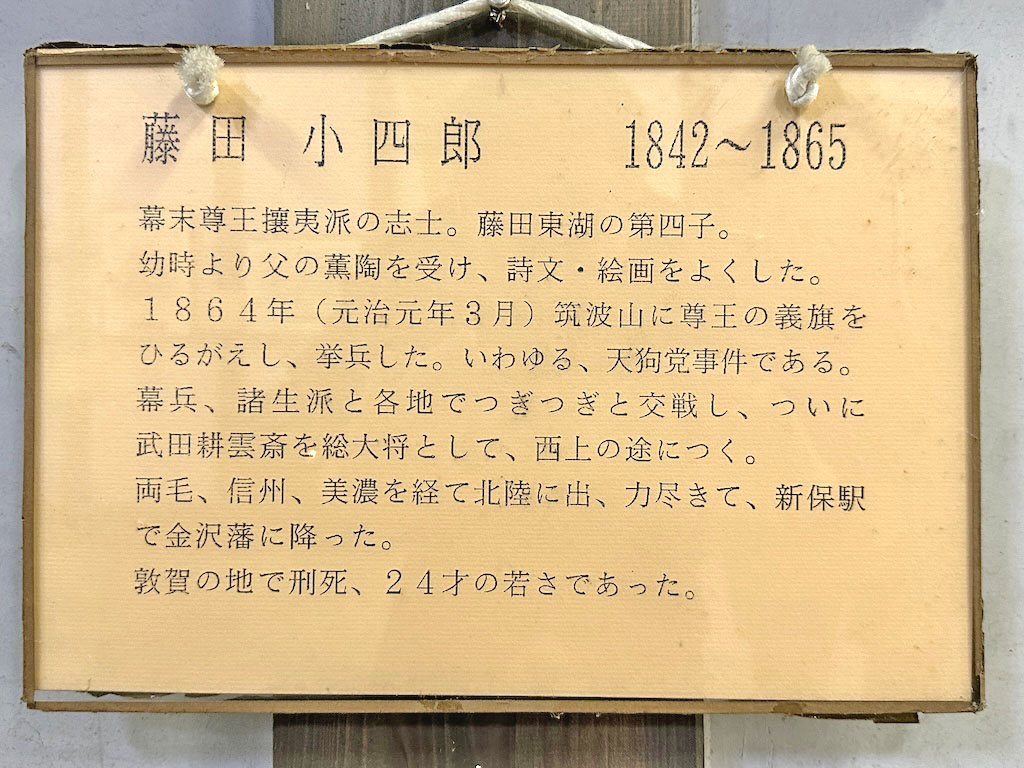 藤田　小四郎　　1842～1865
幕末尊王攘夷派の志士。藤田東湖の第四子。
幼時より父の薫陶を受け、詩文・絵画をよくした。
１８６４年（元治元年３月）筑波山に尊王の義旗を
ひるがえし、挙兵した。いわゆる、天狗党事件である。
幕兵、諸生派と各地でつぎつぎと交戦し、ついに
武田耕雲斎を総大将として、西上の途につく。
両毛、信州、美濃を経て北陸に出、力尽きて、新保駅
で金沢藩に降った。
敦賀の地で刑死、２４才の若さであった。